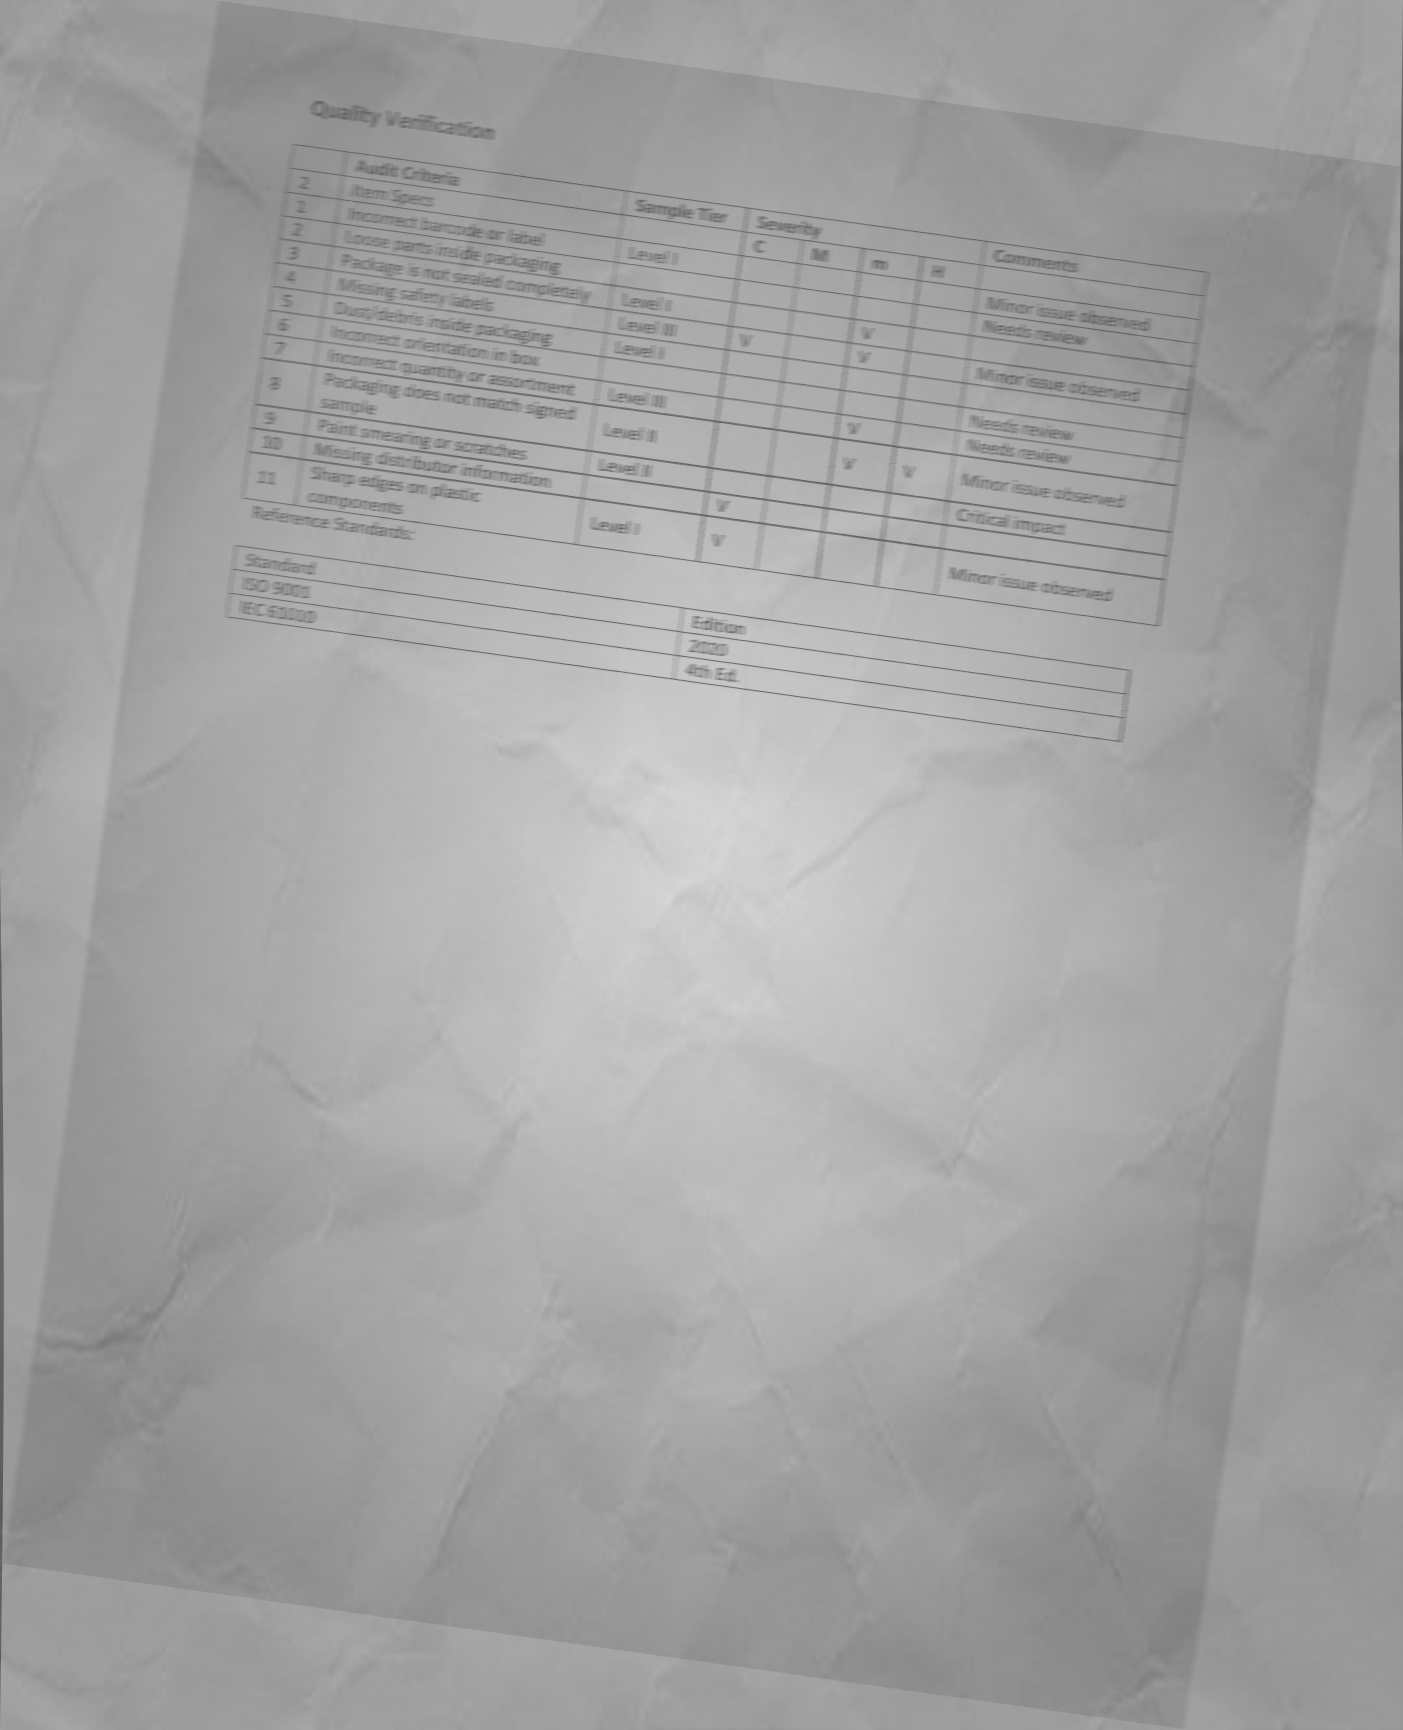 Quality Verification
Audit Criteria Sample Tier Severity Comments
2 Item Specs C M m H
1 Incorrect barcode or label Level I Minor issue observed
2 Loose parts inside packaging Needs review
3 Package is not sealed completely Level I V
4 Missing safety labels Level III V V Minor issue observed
5 Dust/debris inside packaging Level I
6 Incorrect orientation in box Needs review
7 Incorrect quantity or assortment Level III V Needs review
8 Packaging does not match signed
sample Level II V V Minor issue observed
9 Paint smearing or scratches Level II Critical impact
10 Missing distributor information V
11 Sharp edges on plastic
components Level I V Minor issue observed
Reference Standards:
Standard Edition
ISO 9001 2020
IEC 61010 4th Ed.